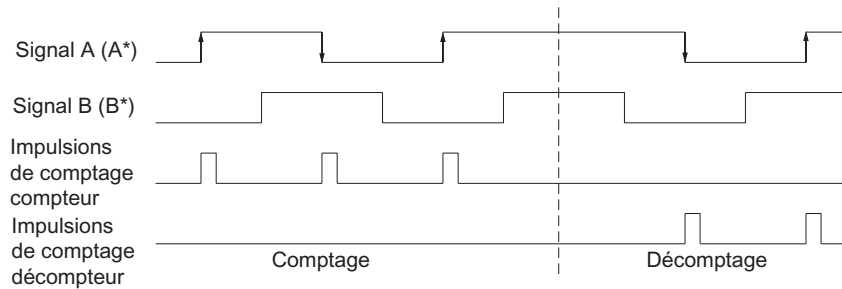 Signal A (A*)
Signal B (B*)
Impulsions
de comptage
compteur
Impulsions
de comptage
décompteur
Comptage
Décomptage